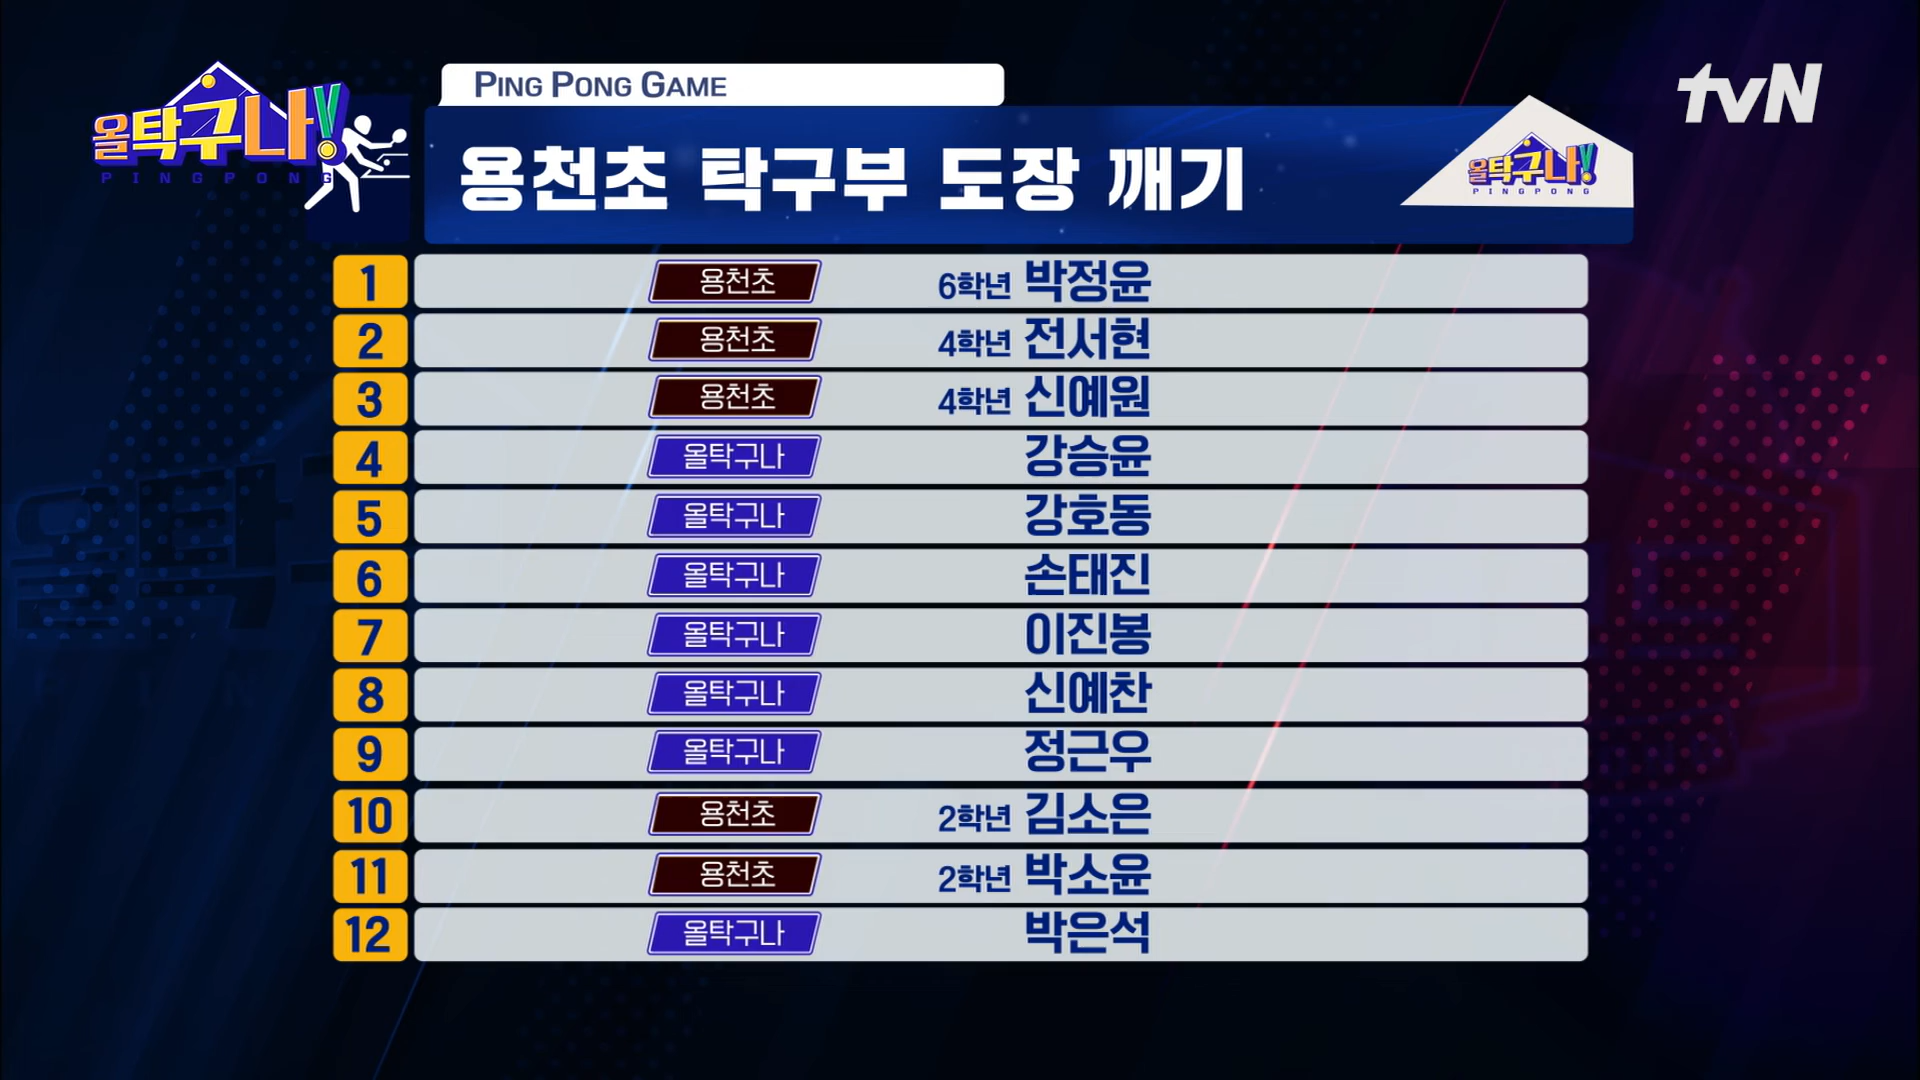 올탁구나!
PINGPONG
PING PONG GAME
tvN
용천초 탁구부 도장 깨기
올탁구나!
PINGPONG
1 용천초 6학년 박정윤
2 용천초 4학년 전서현
3 용천초 4학년 신예원
4 올탁구나 강승윤
5 올탁구나 강호동
6 올탁구나 손태진
7 올탁구나 이진봉
8 올탁구나 신예찬
9 올탁구나 정근우
10 용천초 2학년 김소은
11 용천초 2학년 박소윤
12 올탁구나 박은석